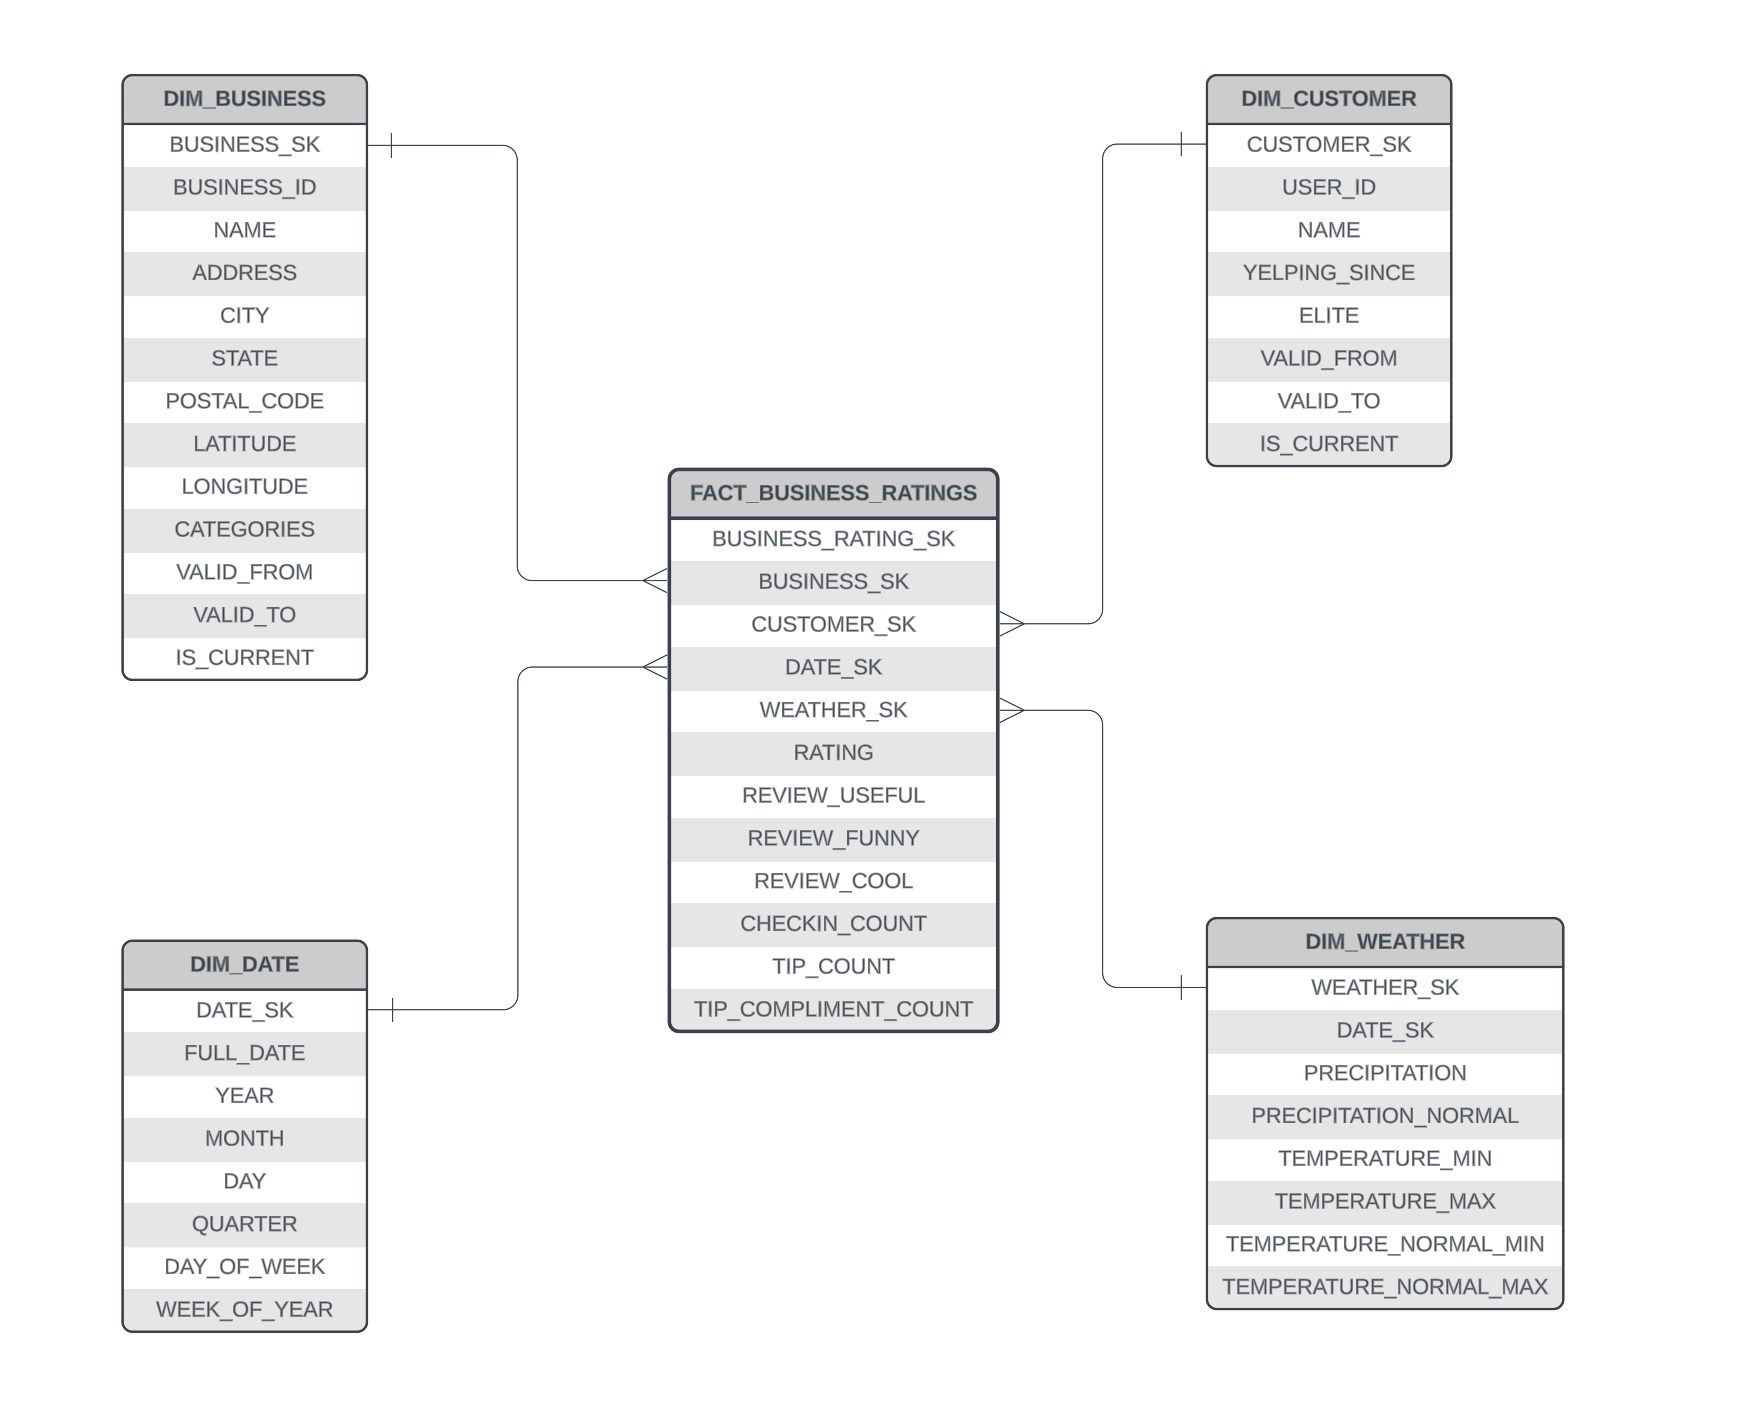 DIM_BUSINESS
BUSINESS_SK
BUSINESS_ID
NAME
ADDRESS
CITY
STATE
POSTAL_CODE
LATITUDE
LONGITUDE
CATEGORIES
VALID_FROM
VALID_TO
IS_CURRENT
DIM_CUSTOMER
CUSTOMER_SK
USER_ID
NAME
YELPING_SINCE
ELITE
VALID_FROM
VALID_TO
IS_CURRENT
FACT_BUSINESS_RATINGS
BUSINESS_RATING_SK
BUSINESS_SK
CUSTOMER_SK
DATE_SK
WEATHER_SK
RATING
REVIEW_USEFUL
REVIEW_FUNNY
REVIEW_COOL
CHECKIN_COUNT
TIP_COUNT
TIP_COMPLIMENT_COUNT
DIM_DATE
DATE_SK
FULL_DATE
YEAR
MONTH
DAY
QUARTER
DAY_OF_WEEK
WEEK_OF_YEAR
DIM_WEATHER
WEATHER_SK
DATE_SK
PRECIPITATION
PRECIPITATION_NORMAL
TEMPERATURE_MIN
TEMPERATURE_MAX
TEMPERATURE_NORMAL_MIN
TEMPERATURE_NORMAL_MAX